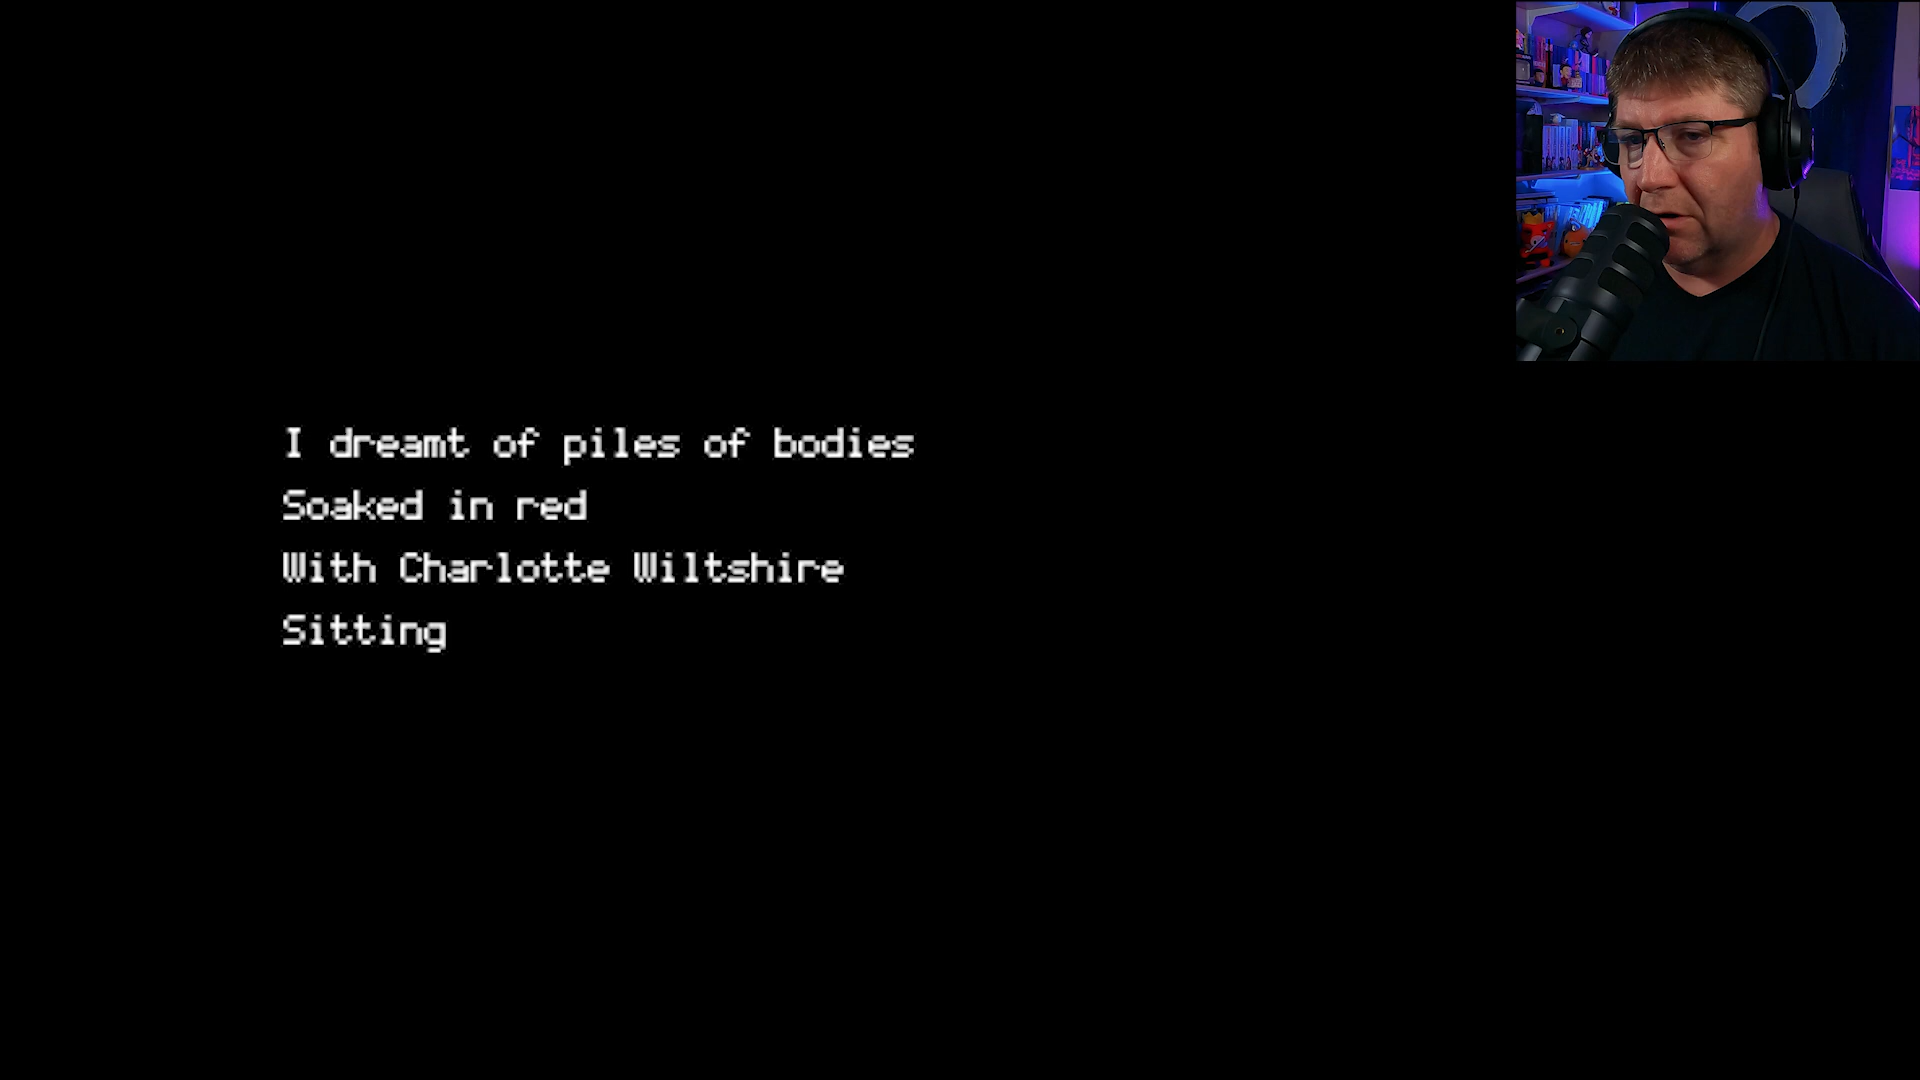 I dreamt of piles of bodies
Soaked in red
With Charlotte Wiltshire
Sitting